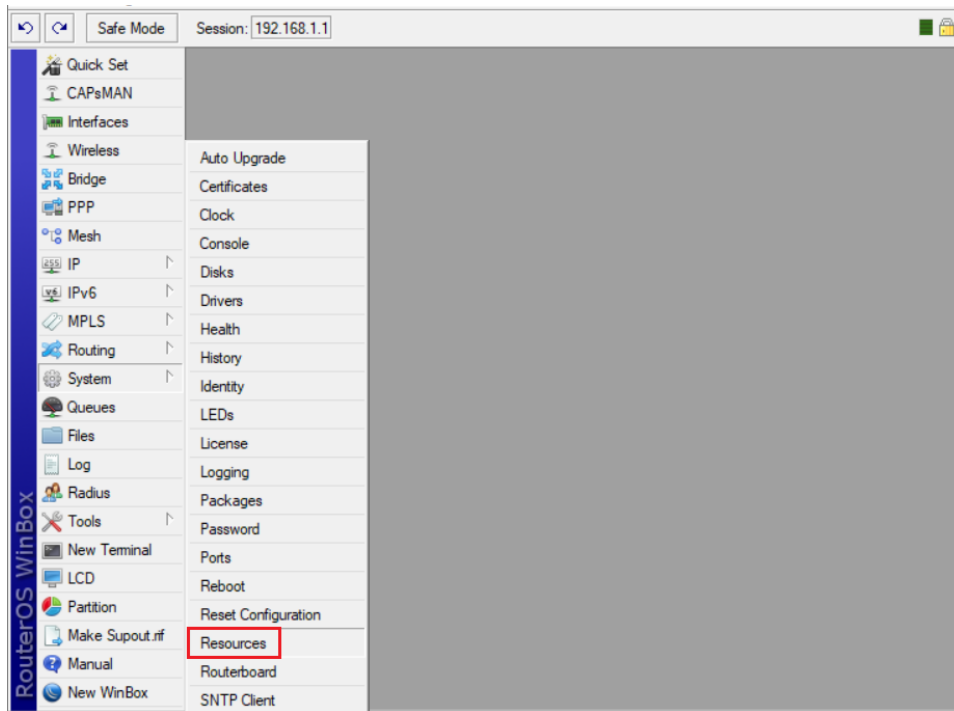 Safe Mode
Session: 192.168.1.1
Quick Set
CAPsMAN
Interfaces
Wireless
Bridge
PPP
Mesh
IP
IPv6
MPLS
Routing
System
Queues
Files
Log
Radius
Tools
New Terminal
LCD
Partition
Make Supout.rif
Manual
New WinBox
Auto Upgrade
Certificates
Clock
Console
Disks
Drivers
Health
History
Identity
LEDs
License
Logging
Packages
Password
Ports
Reboot
Reset Configuration
Resources
Routerboard
SNTP Client
RouterOS WinBox